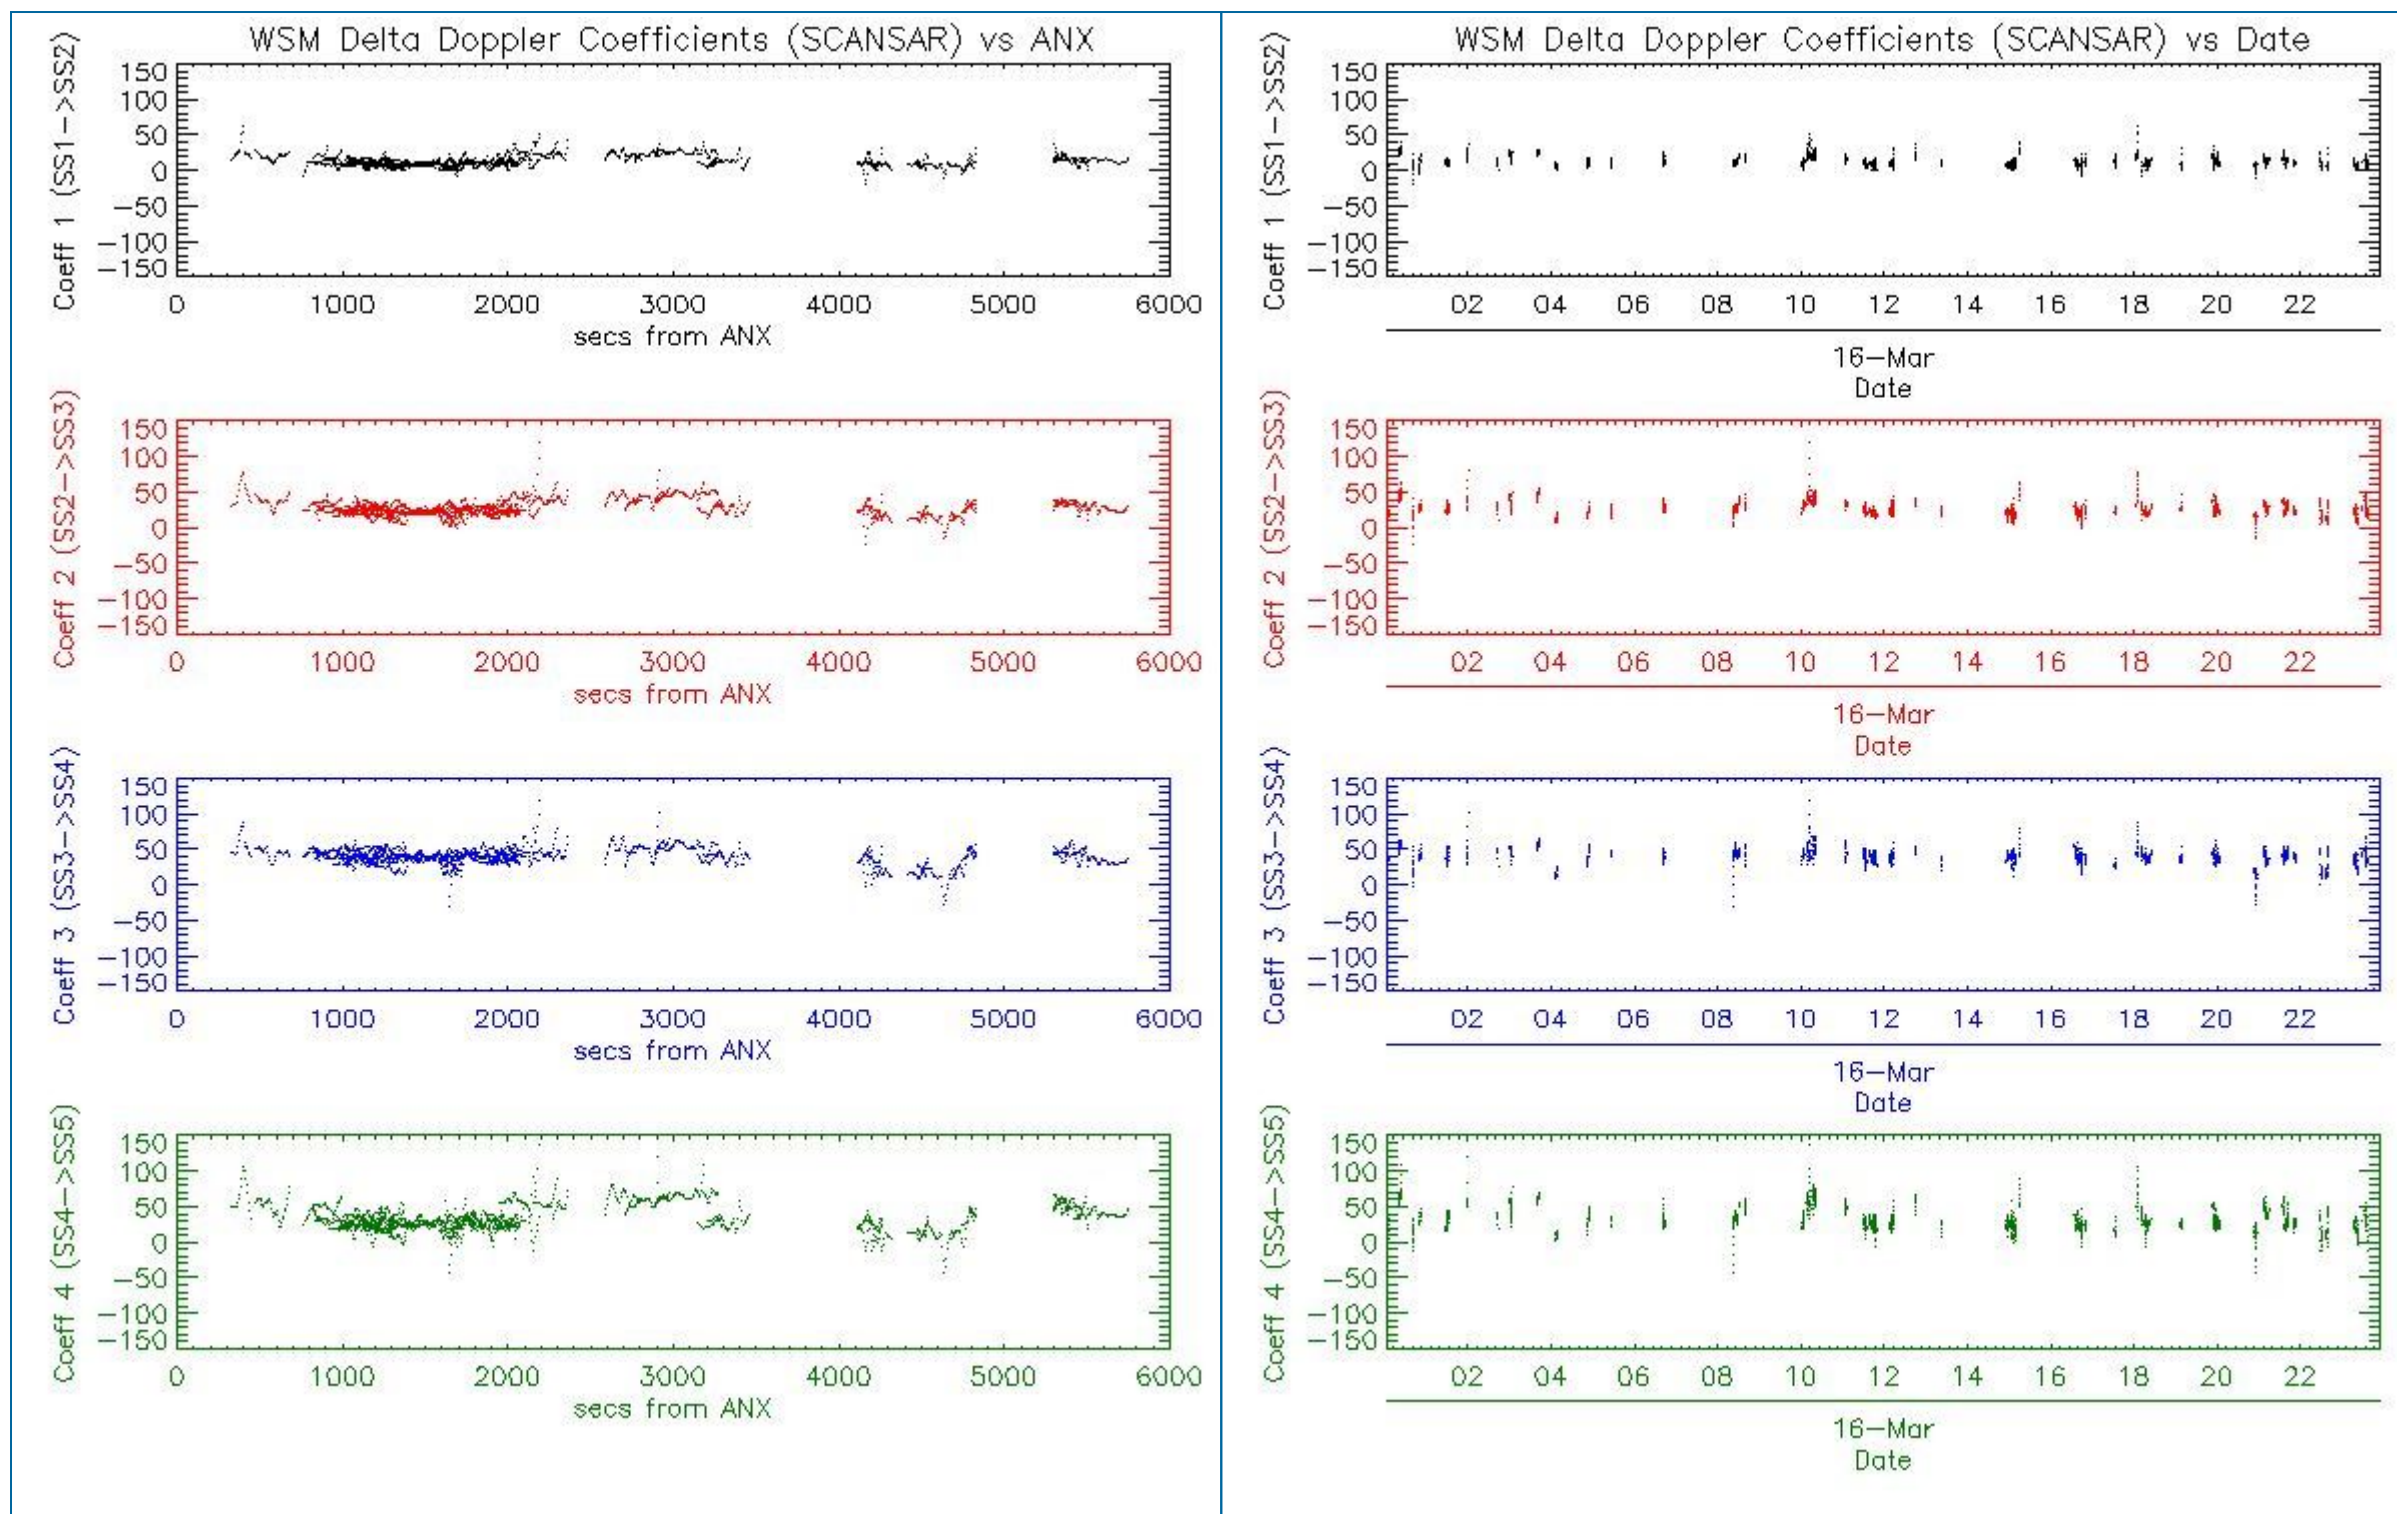 WSM Delta Doppler Coefficients (SCANSAR) vs ANX
Coeff 1 (SS1->SS2)
150
100
50
0
-50
-100
-150
0 1000 2000 3000 4000 5000 6000
secs from ANX
Coeff 2 (SS2->SS3)
150
100
50
0
-50
-100
-150
0 1000 2000 3000 4000 5000 6000
secs from ANX
Coeff 3 (SS3->SS4)
150
100
50
0
-50
-100
-150
0 1000 2000 3000 4000 5000 6000
secs from ANX
Coeff 4 (SS4->SS5)
150
100
50
0
-50
-100
-150
0 1000 2000 3000 4000 5000 6000
secs from ANX
WSM Delta Doppler Coefficients (SCANSAR) vs Date
Coeff 1 (SS1->SS2)
150
100
50
0
-50
-100
-150
02 04 06 08 10 12 14 16 18 20 22
16-Mar
Date
Coeff 2 (SS2->SS3)
150
100
50
0
-50
-100
-150
02 04 06 08 10 12 14 16 18 20 22
16-Mar
Date
Coeff 3 (SS3->SS4)
150
100
50
0
-50
-100
-150
02 04 06 08 10 12 14 16 18 20 22
16-Mar
Date
Coeff 4 (SS4->SS5)
150
100
50
0
-50
-100
-150
02 04 06 08 10 12 14 16 18 20 22
16-Mar
Date